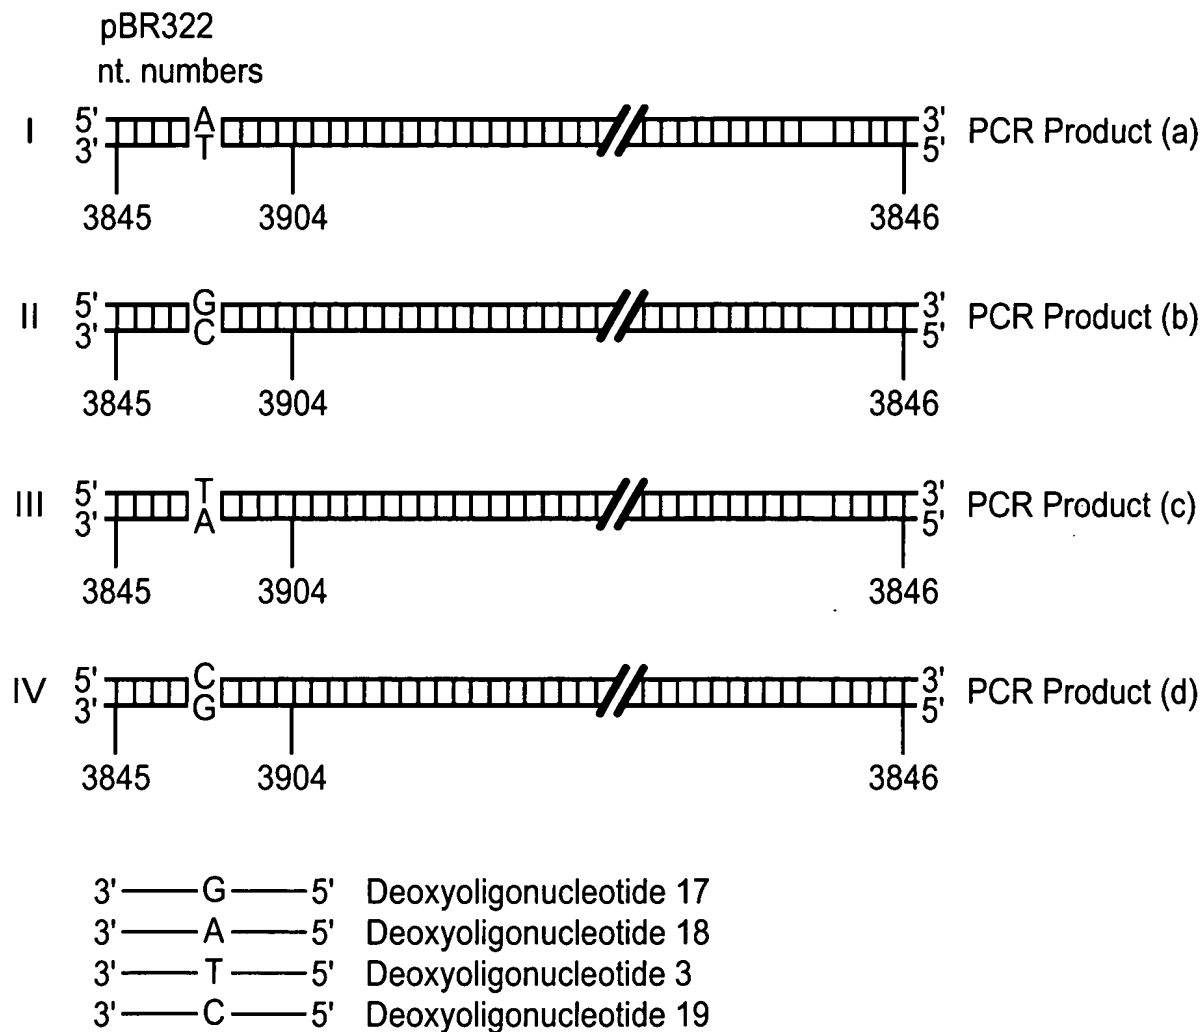 pBR322
nt. numbers
I 5' A 3' PCR Product (a)
3' T 5'
3845 3904 3846
II 5' G 3' PCR Product (b)
3' C 5'
3845 3904 3846
III 5' T 3' PCR Product (c)
3' A 5'
3845 3904 3846
IV 5' C 3' PCR Product (d)
3' G 5'
3845 3904 3846
3' G 5' Deoxyoligonucleotide 17
3' A 5' Deoxyoligonucleotide 18
3' T 5' Deoxyoligonucleotide 3
3' C 5' Deoxyoligonucleotide 19